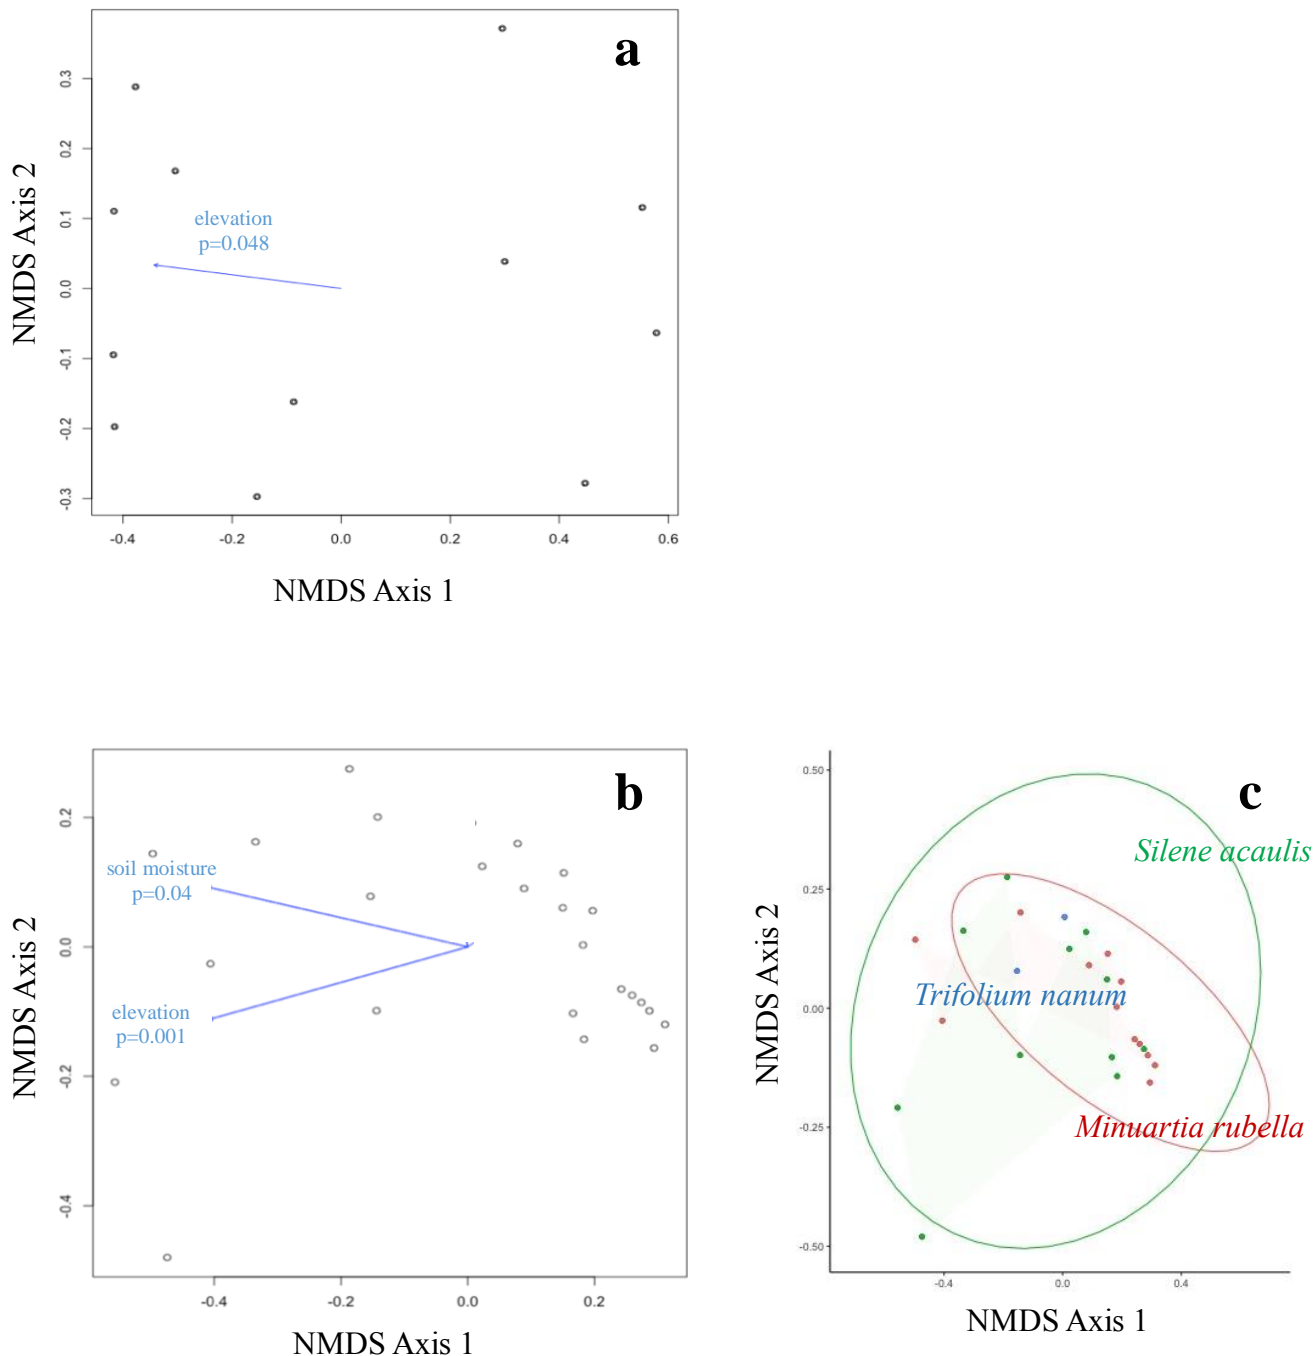 a
NMDS Axis 2
0.3
0.2
0.1
0.0
-0.1
-0.2
-0.3
elevation
p=0.048
-0.4
-0.2
0.0
0.2
0.4
0.6
NMDS Axis 1
b
NMDS Axis 2
0.2
0.0
-0.2
-0.4
soil moisture
p=0.04
elevation
p=0.001
-0.4
-0.2
0.0
0.2
NMDS Axis 1
c
NMDS Axis 2
0.50
0.25
0.00
-0.25
-0.50
Silene acaulis
Trifolium nanum
Minuartia rubella
-0.4
0.0
0.4
NMDS Axis 1